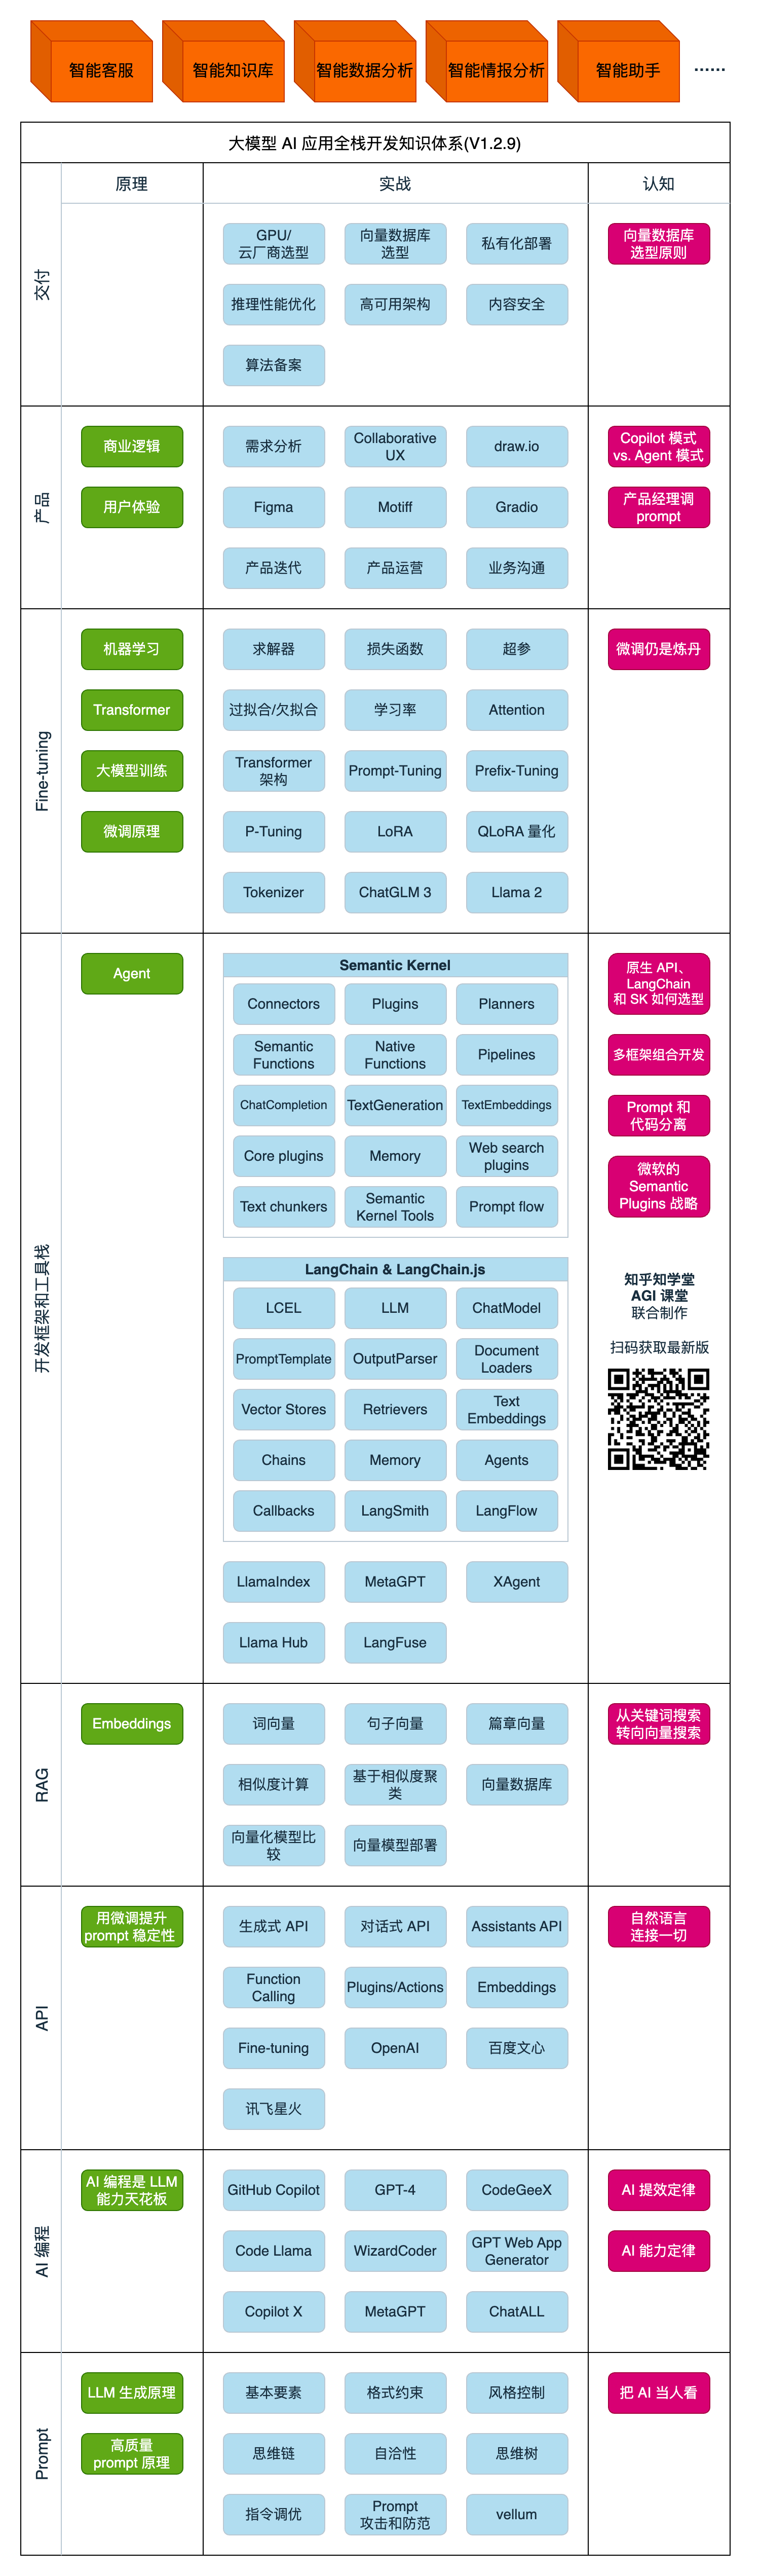 智能客服
智能知识库
智能数据分析
智能情报分析
智能助手
······
大模型 AI 应用全栈开发知识体系(V1.2.9)
原理
实战
认知
交付
GPU/
云厂商选型
向量数据库
选型
私有化部署
向量数据库
选型原则
推理性能优化
高可用架构
内容安全
算法备案
产品
商业逻辑
需求分析
Collaborative
UX
draw.io
Copilot 模式
vs. Agent 模式
用户体验
Figma
Motiff
Gradio
产品经理调
prompt
产品迭代
产品运营
业务沟通
Fine-tuning
机器学习
求解器
损失函数
超参
微调仍是炼丹
Transformer
过拟合/欠拟合
学习率
Attention
大模型训练
Transformer
架构
Prompt-Tuning
Prefix-Tuning
微调原理
P-Tuning
LoRA
QLoRA 量化
Tokenizer
ChatGLM 3
Llama 2
开发框架和工具栈
Agent
Semantic Kernel
Connectors
Plugins
Planners
Semantic
Functions
Native
Functions
Pipelines
ChatCompletion
TextGeneration
TextEmbeddings
Core plugins
Memory
Web search
plugins
Text chunkers
Semantic
Kernel Tools
Prompt flow
原生 API、
LangChain
和 SK 如何选型
多框架组合开发
Prompt 和
代码分离
微软的
Semantic
Plugins 战略
LangChain & LangChain.js
LCEL
LLM
ChatModel
PromptTemplate
OutputParser
Document
Loaders
Vector Stores
Retrievers
Text
Embeddings
Chains
Memory
Agents
Callbacks
LangSmith
LangFlow
知乎知学堂
AGI 课堂
联合制作
扫码获取最新版
LlamaIndex
MetaGPT
XAgent
Llama Hub
LangFuse
RAG
Embeddings
词向量
句子向量
篇章向量
从关键词搜索
转向向量搜索
相似度计算
基于相似度聚
类
向量数据库
向量化模型比
较
向量模型部署
API
用微调提升
prompt 稳定性
生成式 API
对话式 API
Assistants API
自然语言
连接一切
Function
Calling
Plugins/Actions
Embeddings
Fine-tuning
OpenAI
百度文心
讯飞星火
AI 编程
AI 编程是 LLM
能力天花板
GitHub Copilot
GPT-4
CodeGeeX
AI 提效定律
Code Llama
WizardCoder
GPT Web App
Generator
AI 能力定律
Copilot X
MetaGPT
ChatALL
Prompt
LLM 生成原理
基本要素
格式约束
风格控制
把 AI 当人看
高质量
prompt 原理
思维链
自洽性
思维树
指令调优
Prompt
攻击和防范
vellum